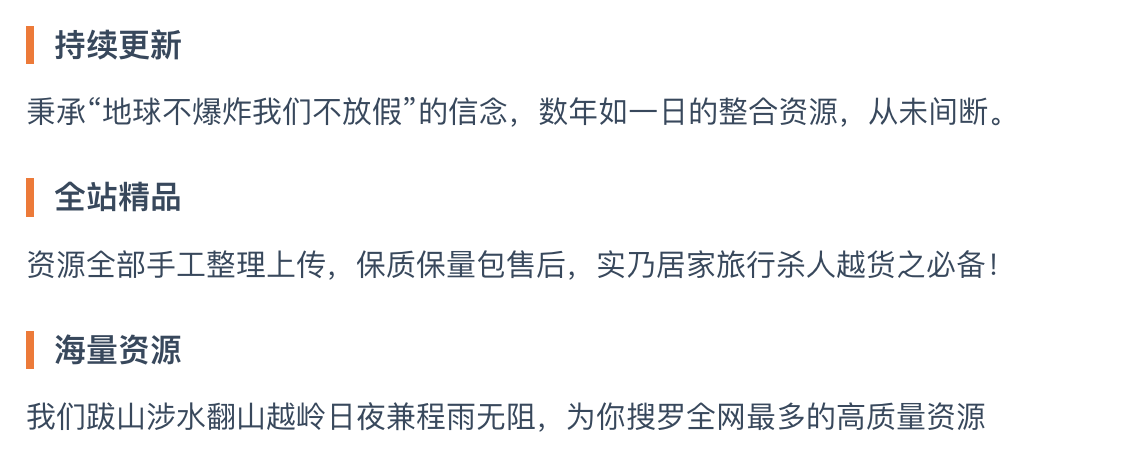 持续更新
秉承“地球不爆炸我们不放假”的信念，数年如一日的整合资源，从未间断。
全站精品
资源全部手工整理上传，保质保量包售后，实乃居家旅行杀人越货之必备！
海量资源
我们跋山涉水翻山越岭日夜兼程雨无阻，为你搜罗全网最多的高质量资源